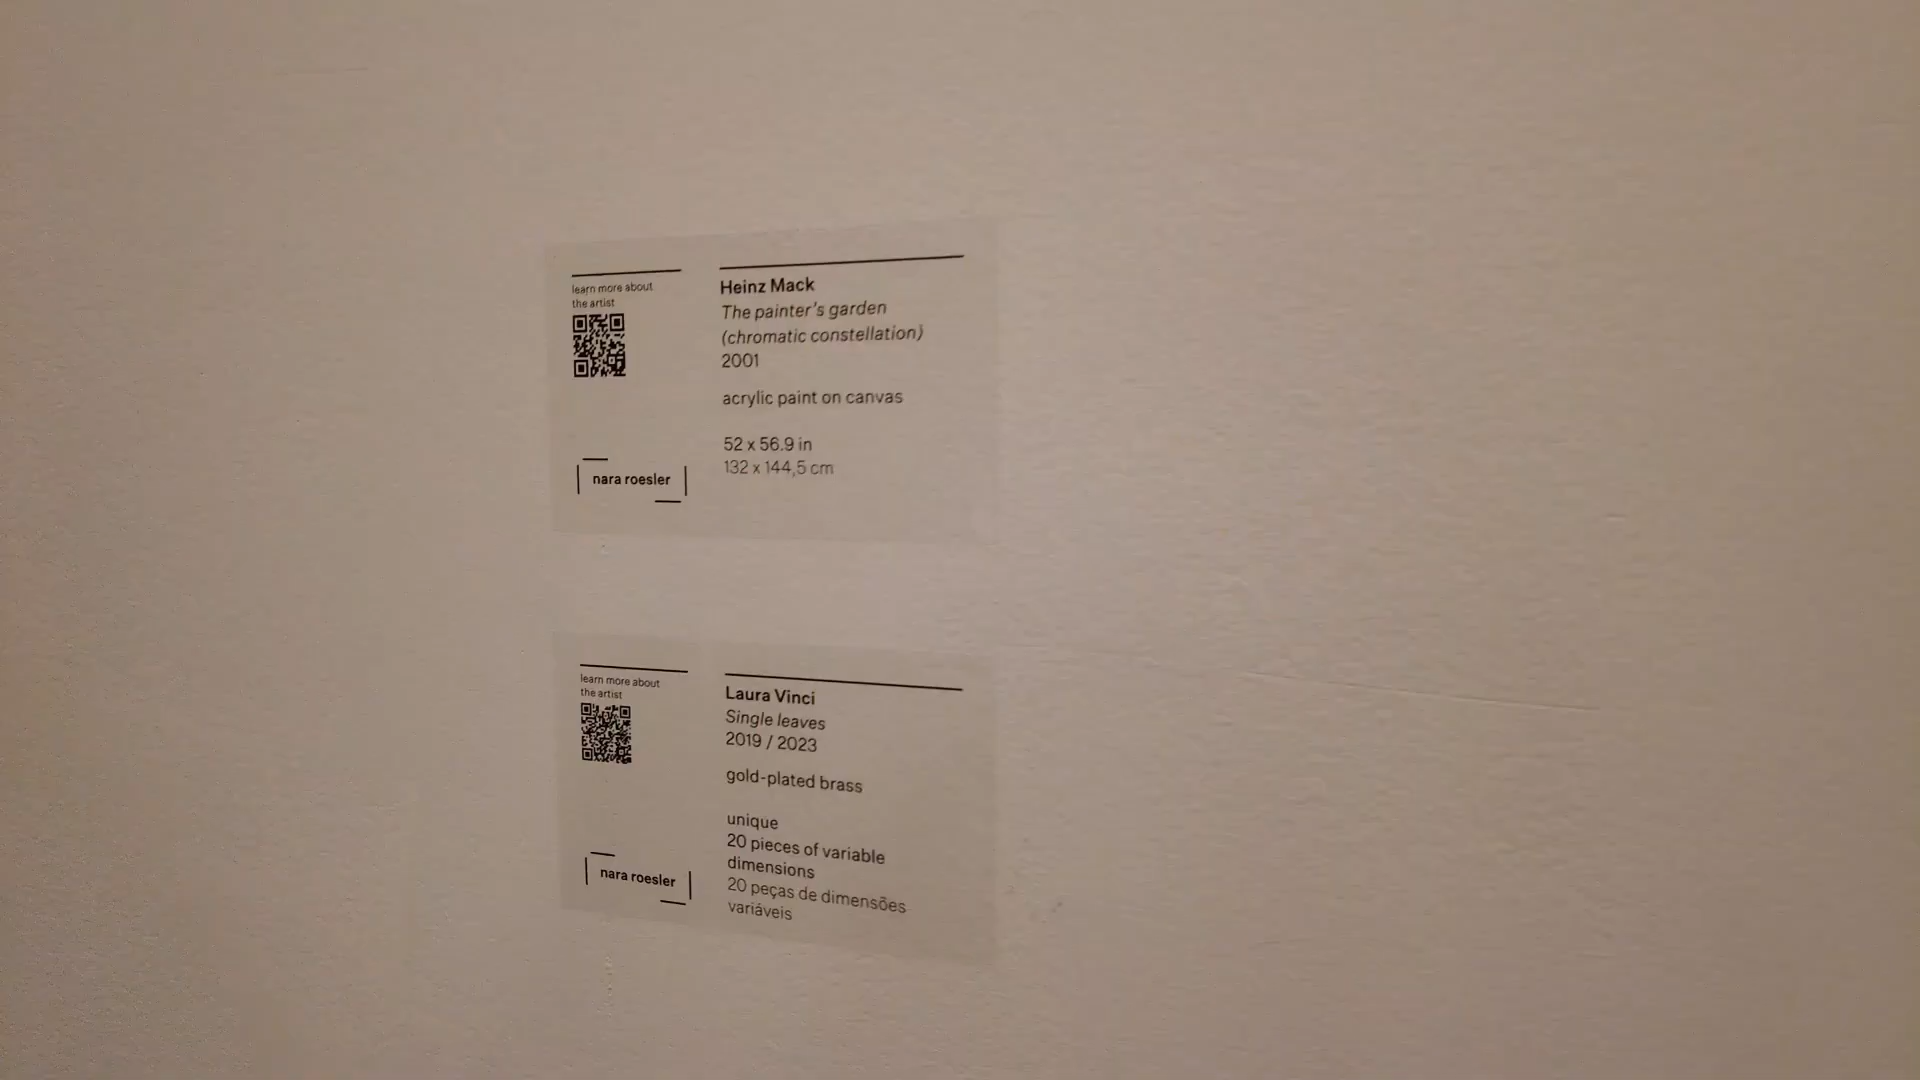 learn more about
the artist
nara roesler
Heinz Mack
The painter's garden
(chromatic constellation)
2001
acrylic paint on canvas
52 x 56.9 in
132 x 144,5 cm
learn more about
the artist
nara roesler
Laura Vinci
Single leaves
2019 / 2023
gold-plated brass
unique
20 pieces of variable
dimensions
20 peças de dimensões
variáveis